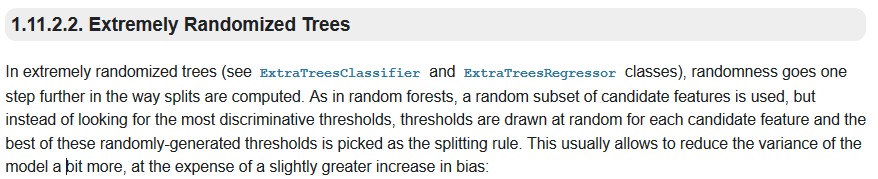 1.11.2.2. Extremely Randomized Trees
In extremely randomized trees (see ExtraTreesClassifier and ExtraTreesRegressor classes), randomness goes one
step further in the way splits are computed. As in random forests, a random subset of candidate features is used, but
instead of looking for the most discriminative thresholds, thresholds are drawn at random for each candidate feature and the
best of these randomly-generated thresholds is picked as the splitting rule. This usually allows to reduce the variance of the
model a bit more, at the expense of a slightly greater increase in bias: